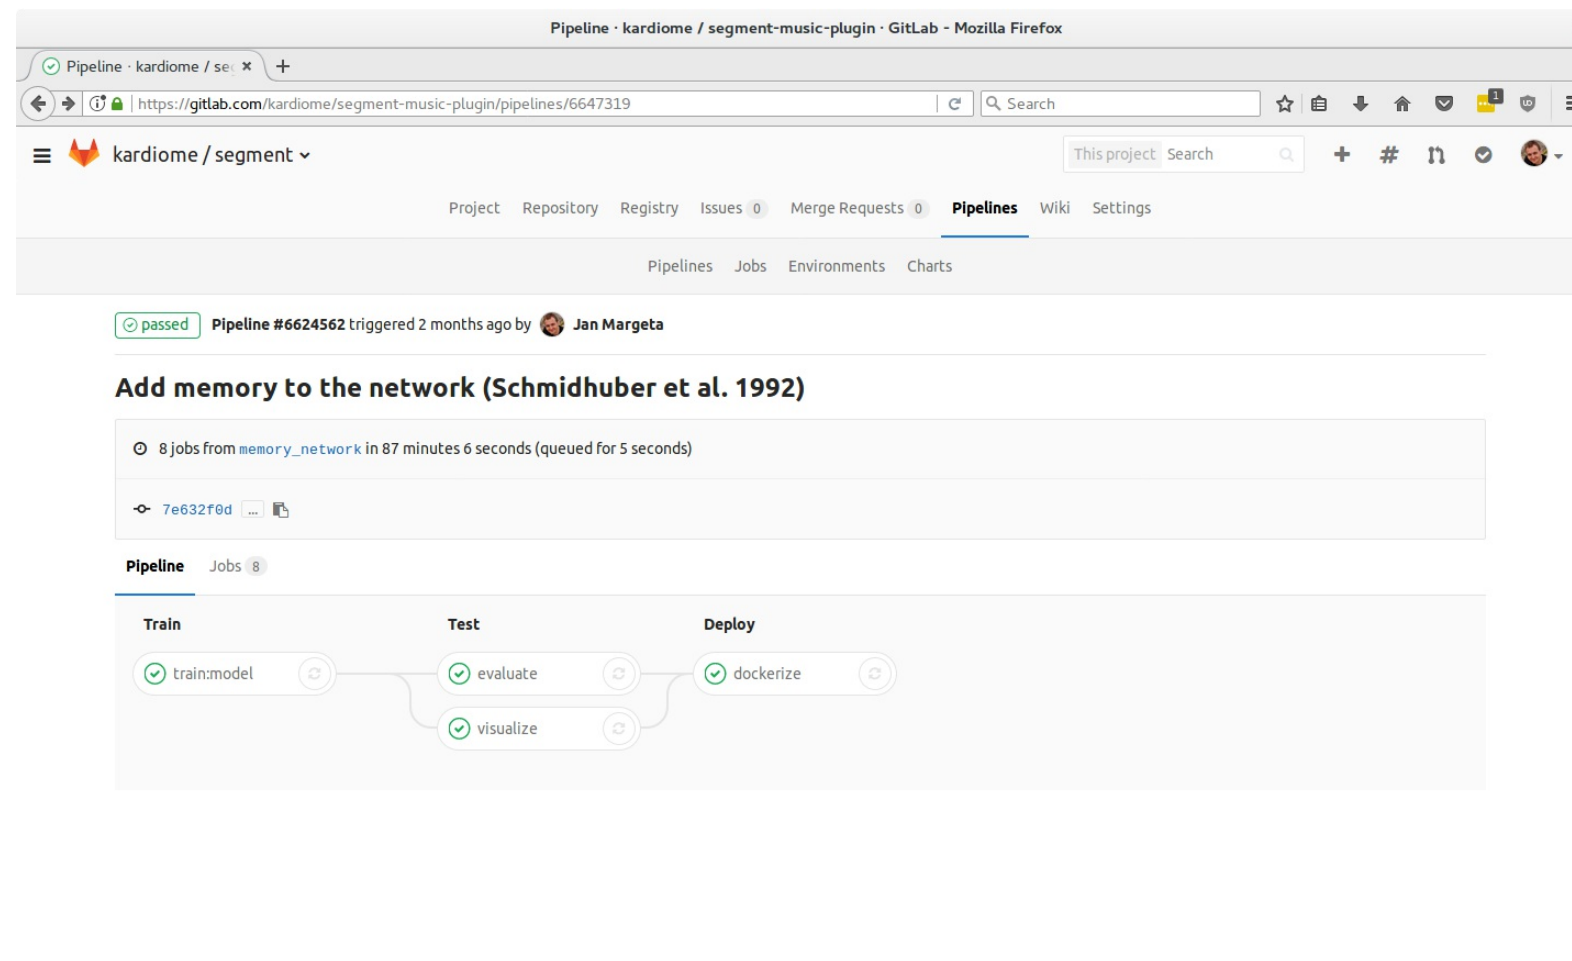 Pipeline · kardiome / segment-music-plugin · GitLab - Mozilla Firefox
Pipeline · kardiome / se
https://gitlab.com/kardiome/segment-music-plugin/pipelines/6647319
Search
1
kardiome / segment
This project Search
Project Repository Registry Issues 0 Merge Requests 0 Pipelines Wiki Settings
Pipelines Jobs Environments Charts
passed Pipeline #6624562 triggered 2 months ago by Jan Margeta
Add memory to the network (Schmidhuber et al. 1992)
8 jobs from memory_network in 87 minutes 6 seconds (queued for 5 seconds)
7e632f0d ...
Pipeline Jobs 8
Train Test Deploy
train:model evaluate dockerize
visualize